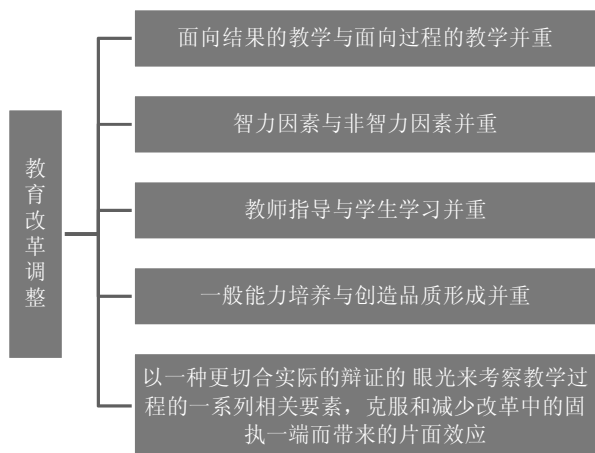 教育改革调整
面向结果的教学与面向过程的教学并重
智力因素与非智力因素并重
教师指导与学生学习并重
一般能力培养与创造品质形成并重
以一种更切合实际的辩证的 眼光来考察教学过
程的一系列相关要素，克服和减少改革中的固
执一端而带来的片面效应